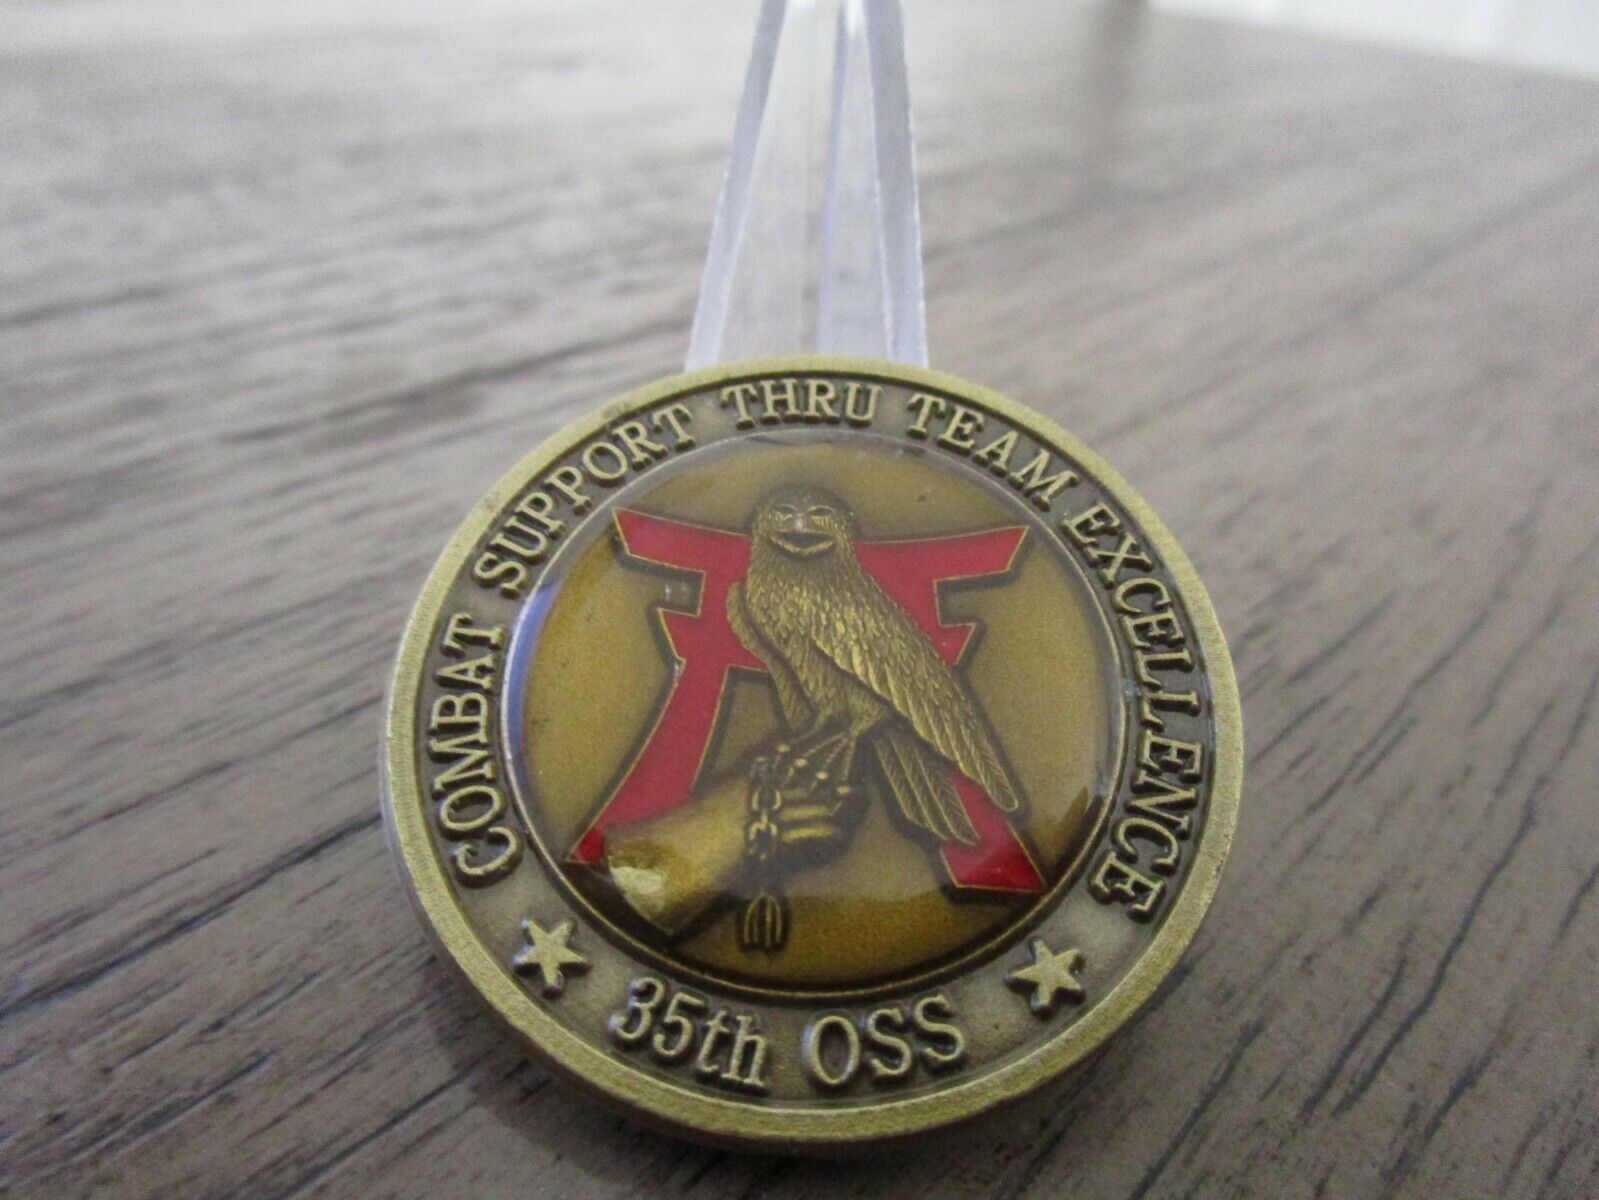 COMBAT SUPPORT THRU TEAM EXCELLENCE
35th OSS